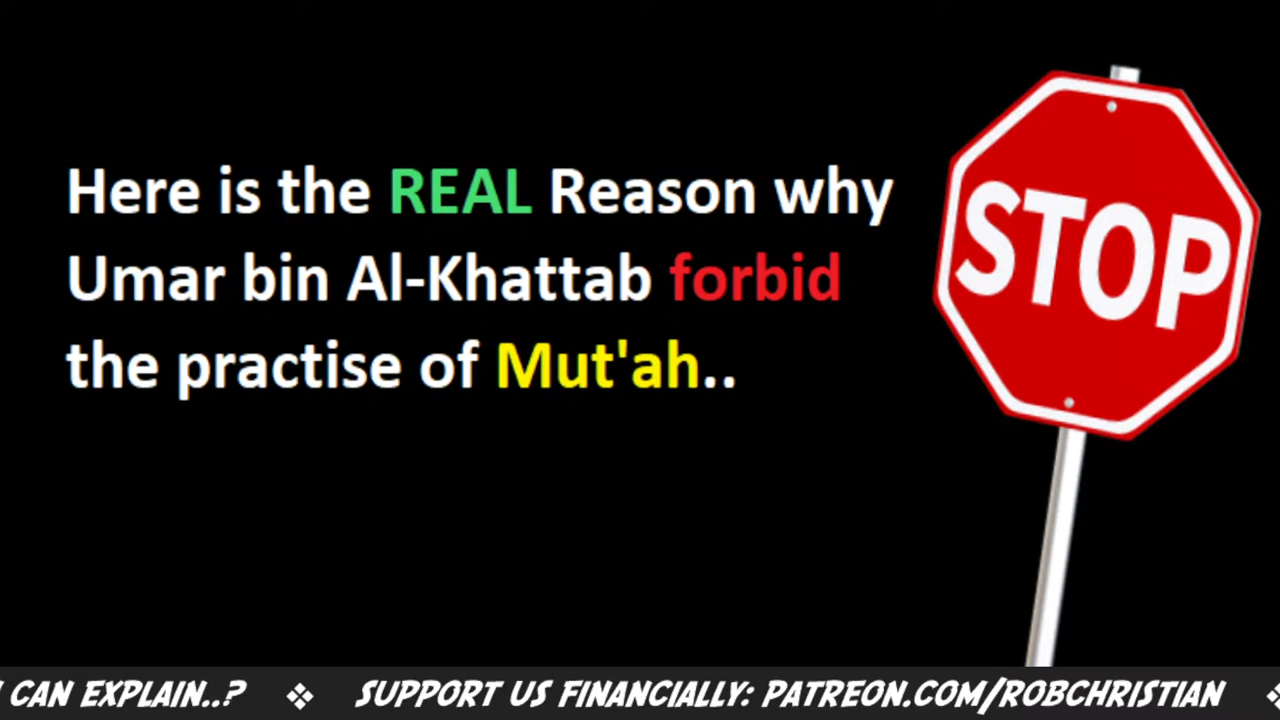 Here is the REAL Reason why
Umar bin Al-Khattab forbid
the practise of Mut'ah..
STOP
CAN EXPLAIN..? ❖ SUPPORT US FINANCIALLY: PATREON.COM/ROBCHRISTIAN ❖